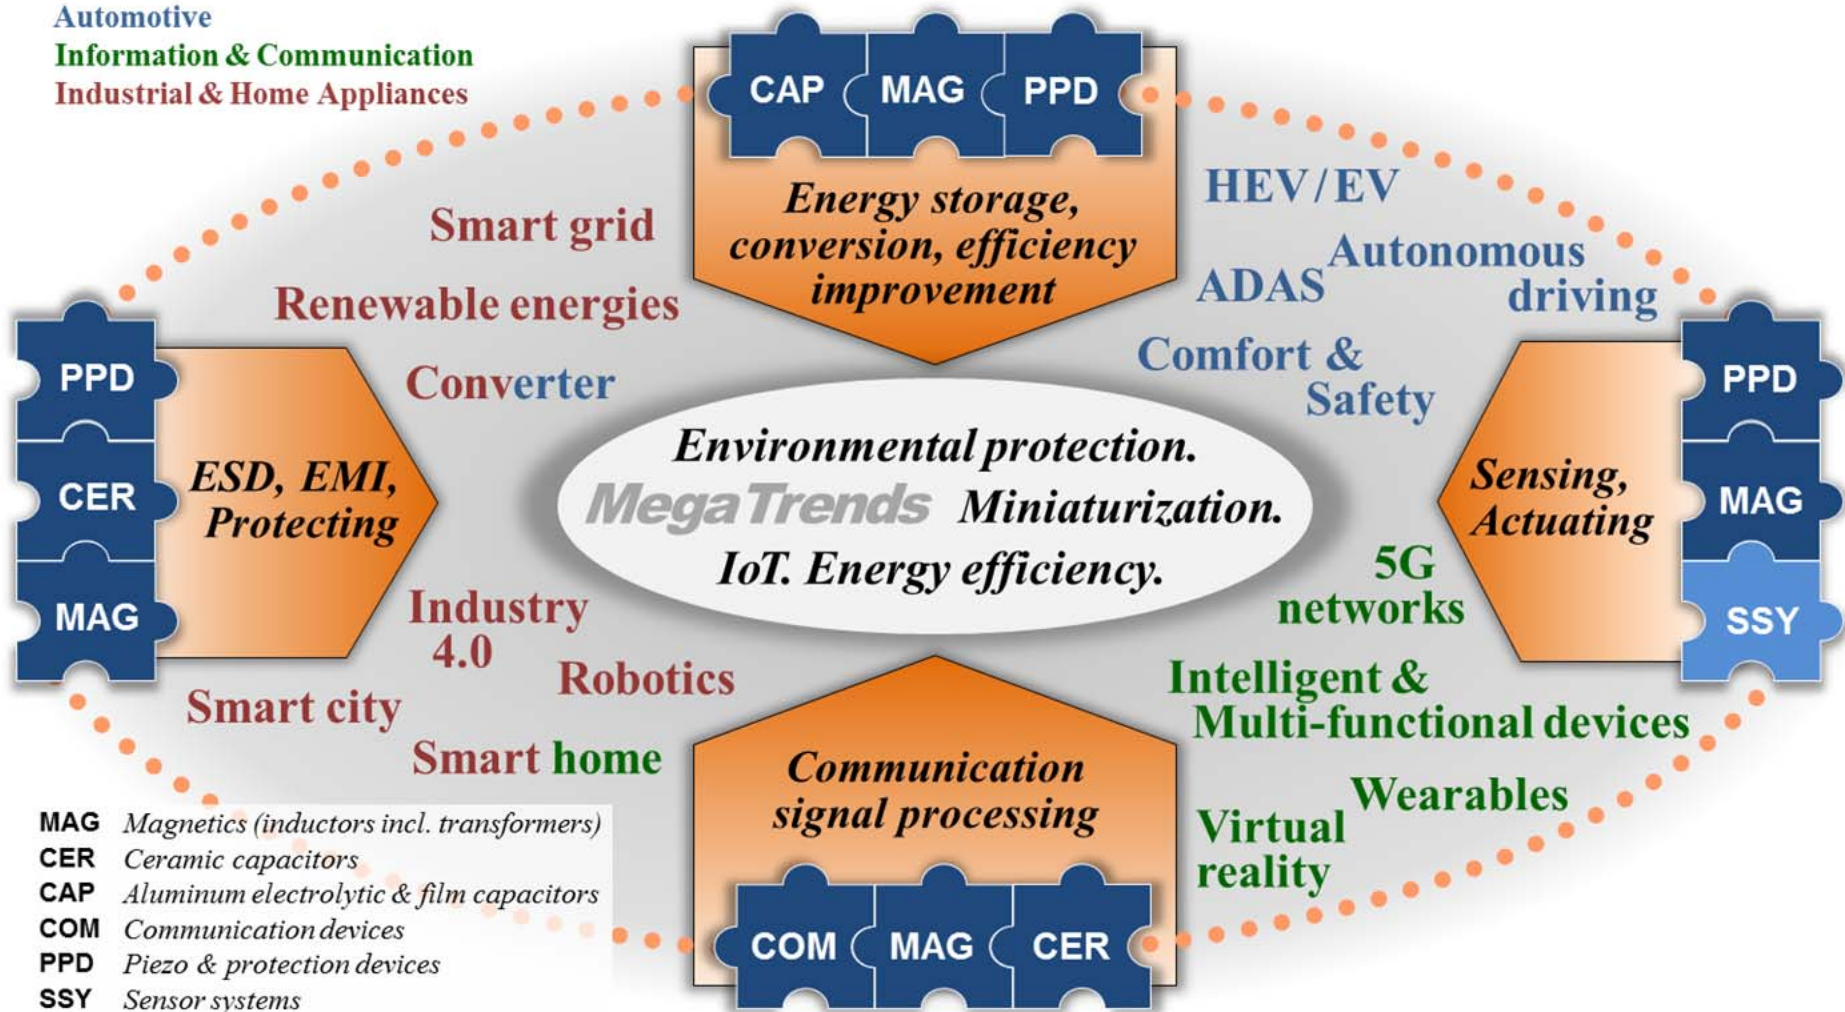 Automotive
Information & Communication
Industrial & Home Appliances
CAP
MAG
PPD
Energy storage,
conversion, efficiency
improvement
Smart grid
Renewable energies
Converter
HEV/EV
Autonomous
driving
ADAS
Comfort &
Safety
PPD
CER
MAG
ESD, EMI,
Protecting
Environmental protection.
MegaTrends Miniaturization.
IoT. Energy efficiency.
Sensing,
Actuating
PPD
MAG
SSY
Industry
4.0
Robotics
Smart city
Smart home
5G
networks
Intelligent &
Multi-functional devices
Wearables
Virtual
reality
Communication
signal processing
COM
MAG
CER
MAG Magnetics (inductors incl. transformers)
CER Ceramic capacitors
CAP Aluminum electrolytic & film capacitors
COM Communication devices
PPD Piezo & protection devices
SSY Sensor systems